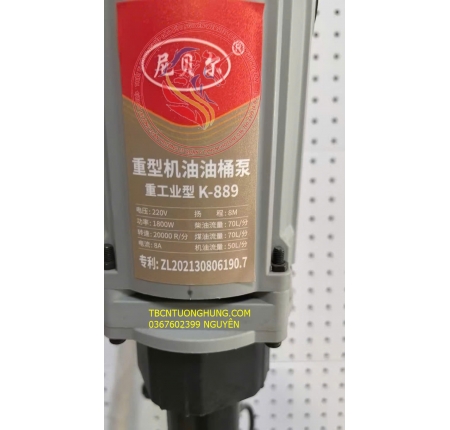 尼贝尔®
重型机油油桶泵
重工业型 K-889
电压: 220V 扬 程: 8M
功率: 1800W 柴油流量: 70L/分
转速: 20000 R/分 煤油流量: 70L/分
电流: 8A 机油流量: 50L/分
专利: ZL202130806190.7
TBCNTUONGHUNG.COM
0367602399 NGUYÊN